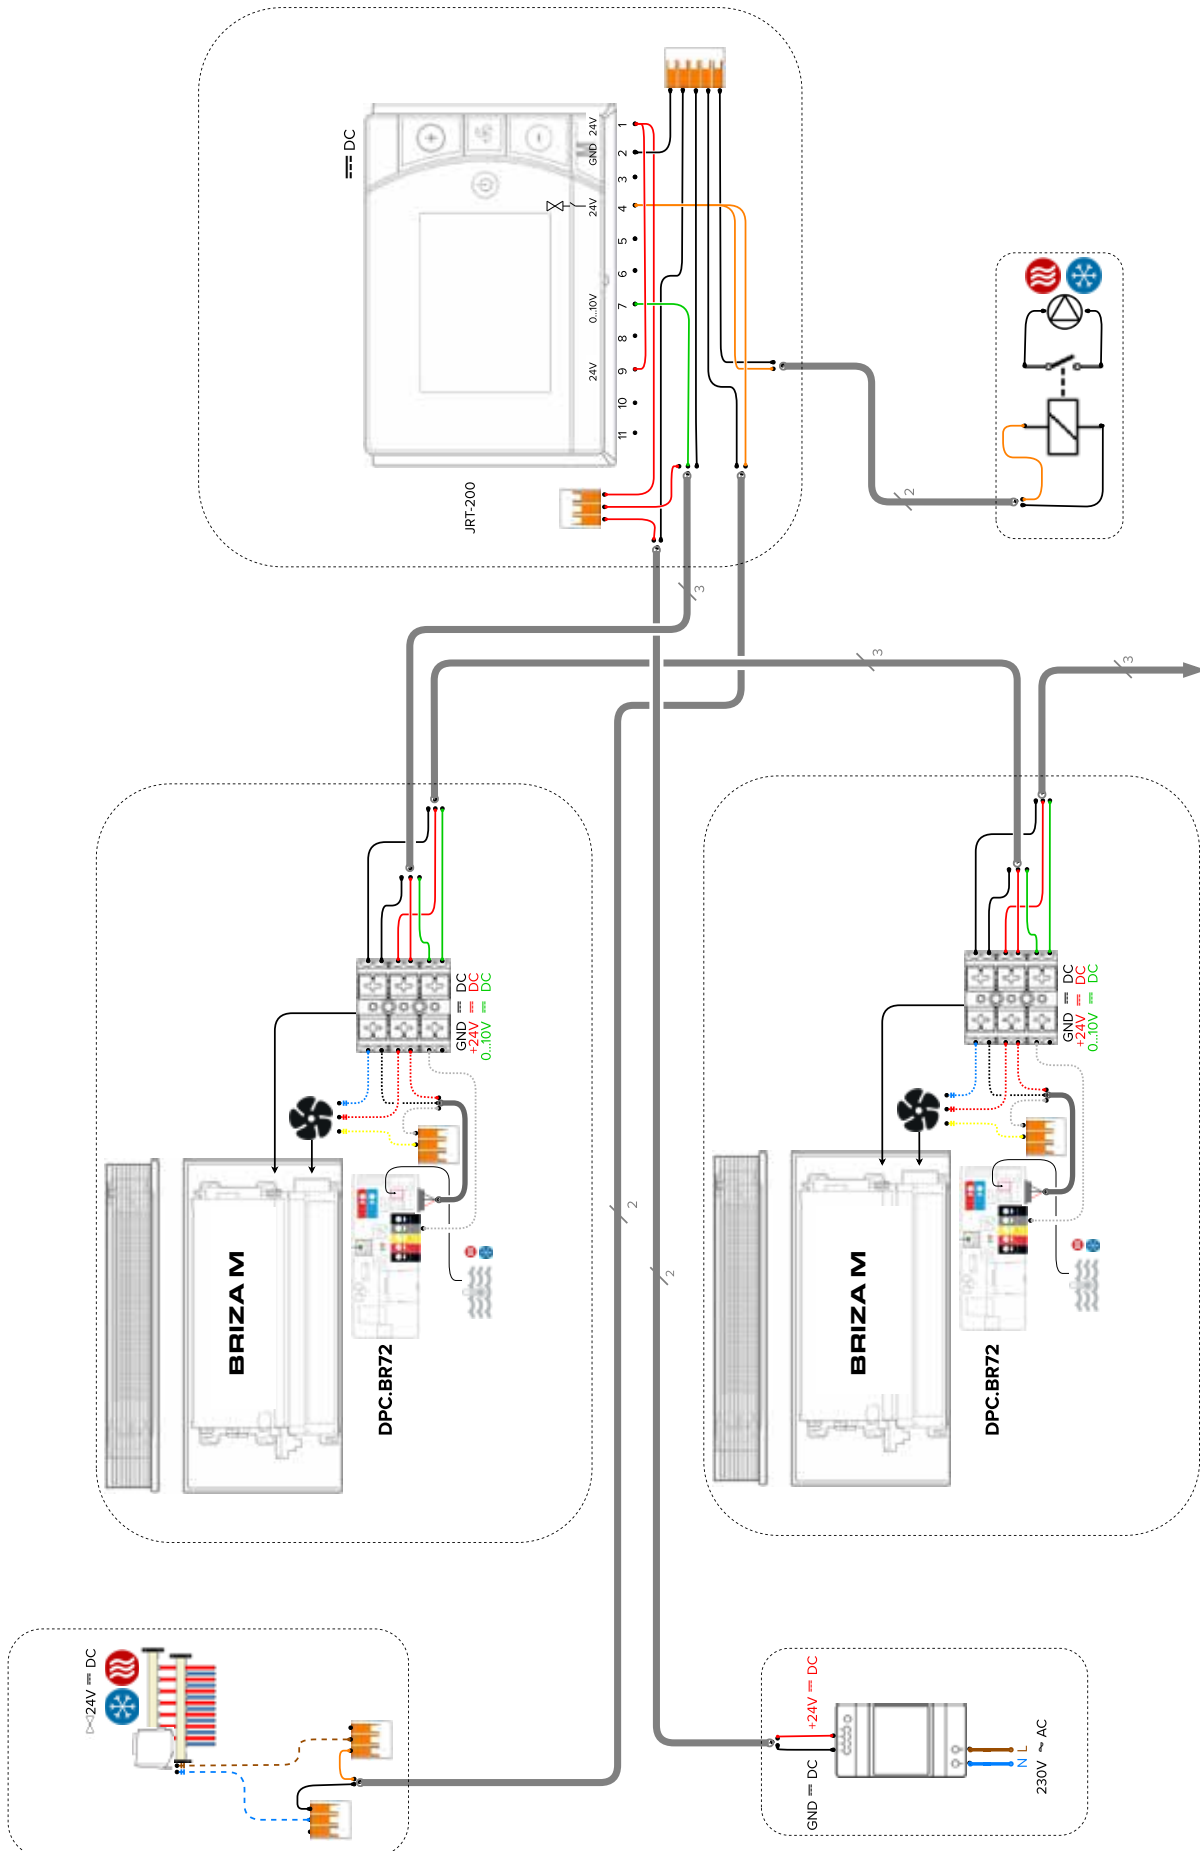 DC
JRT-200
24V
GND
24V
0...10V
24V
1
2
3
4
5
6
7
8
9
10
11
2
3
3
3
2
2
GND DC
+24V DC
0...10V DC
BRIZA M
DPC.BR72
GND DC
+24V DC
0...10V DC
BRIZA M
DPC.BR72
24V DC
+24V DC
GND DC
L
N
230V ~ AC